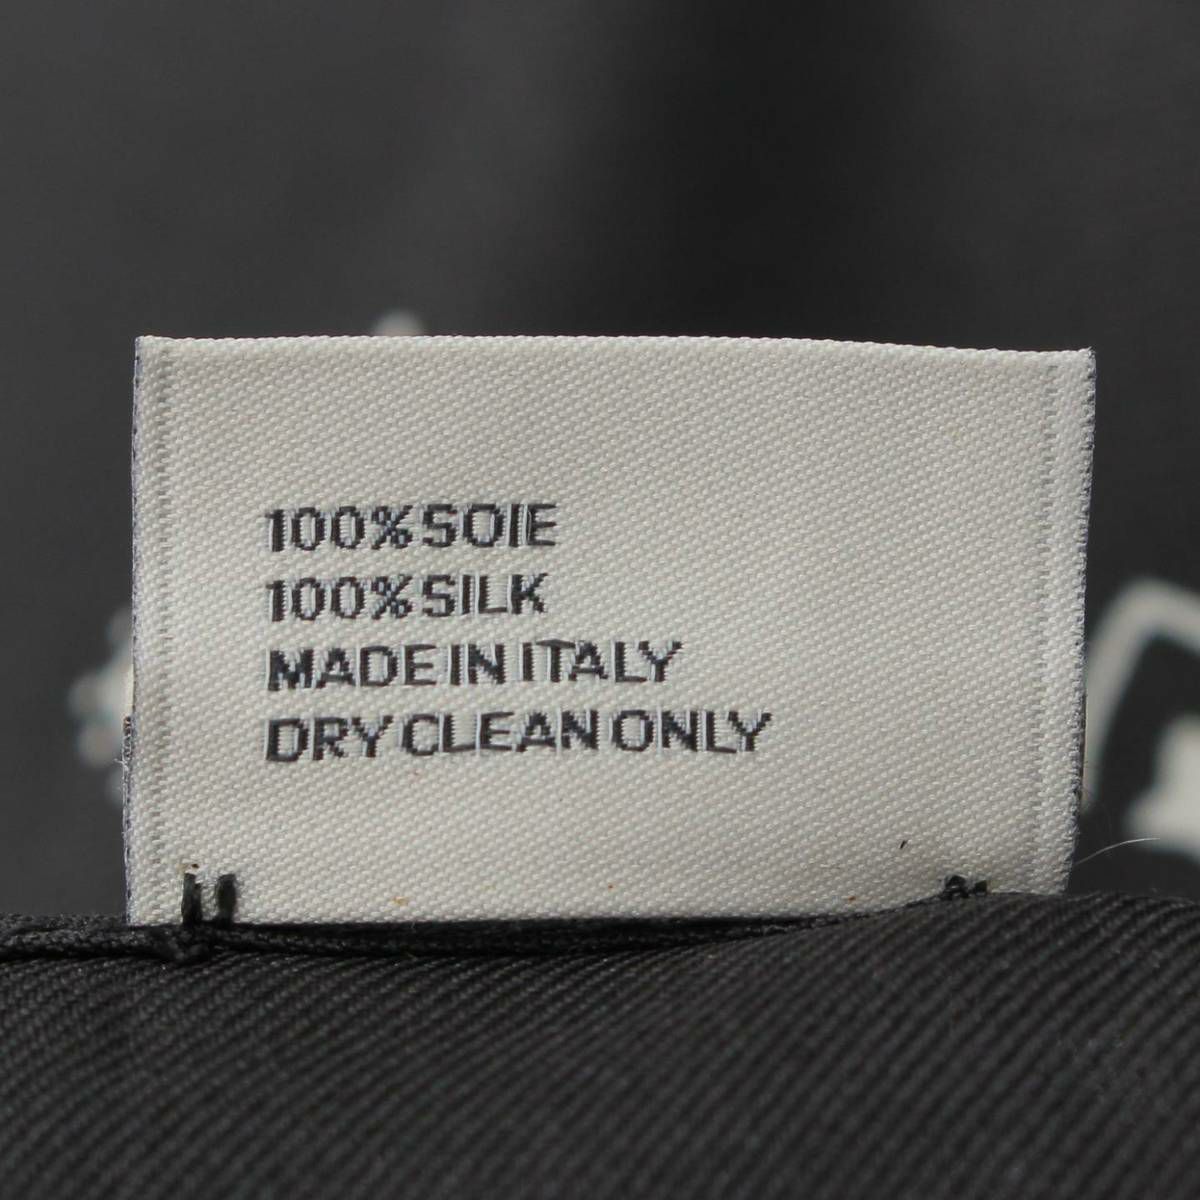 100% SOIE
100% SILK
MADE IN ITALY
DRY CLEAN ONLY